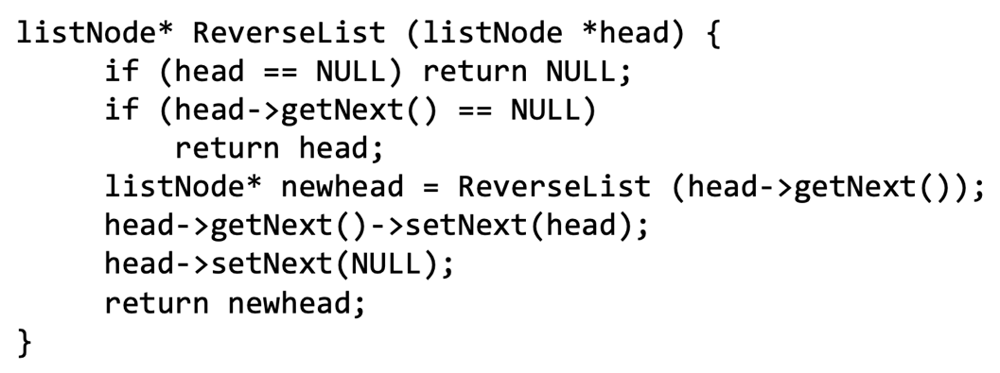 listNode* ReverseList (listNode *head) {
     if (head == NULL) return NULL;
     if (head->getNext() == NULL)
         return head;
     listNode* newhead = ReverseList (head->getNext());
     head->getNext()->setNext(head);
     head->setNext(NULL);
     return newhead;
}